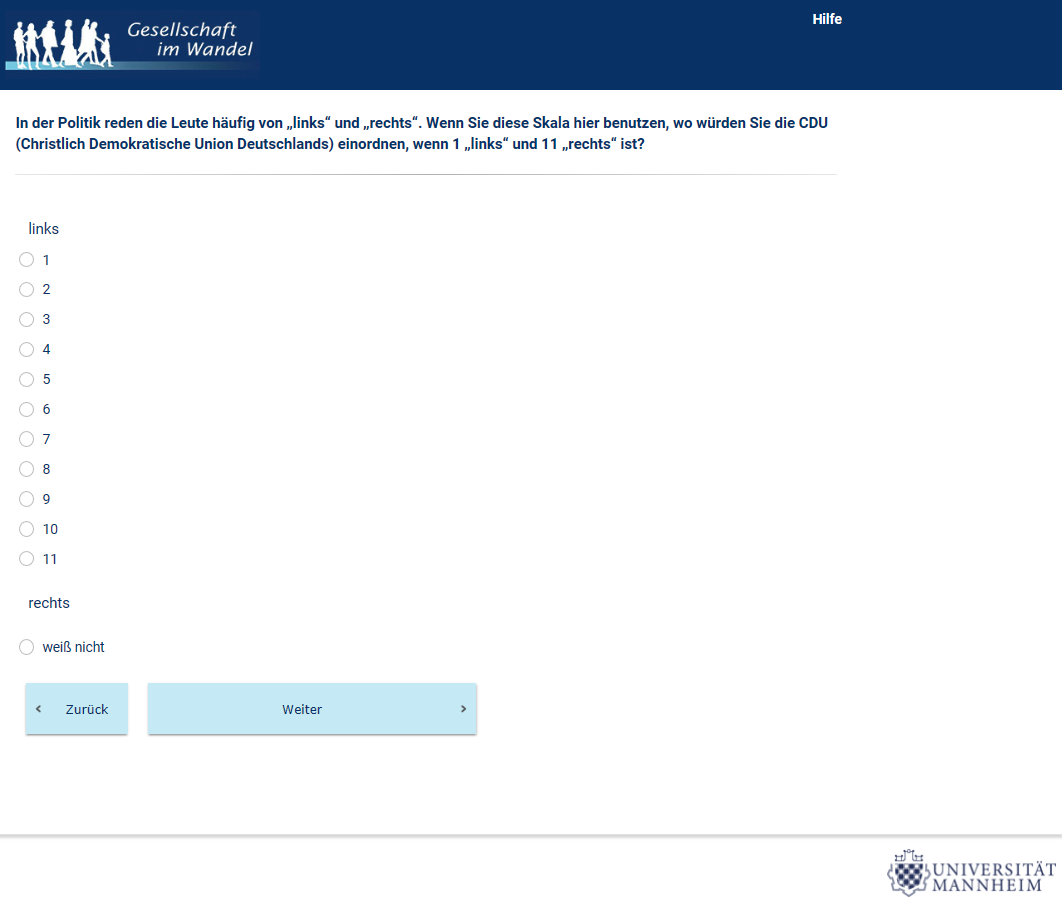 Gesellschaft
im Wandel
Hilfe
In der Politik reden die Leute häufig von „links“ und „rechts“. Wenn Sie diese Skala hier benutzen, wo würden Sie die CDU
(Christlich Demokratische Union Deutschlands) einordnen, wenn 1 „links“ und 11 „rechts“ ist?
links
1
2
3
4
5
6
7
8
9
10
11
rechts
weiß nicht
Zurück
Weiter
UNIVERSITÄT
MANNHEIM